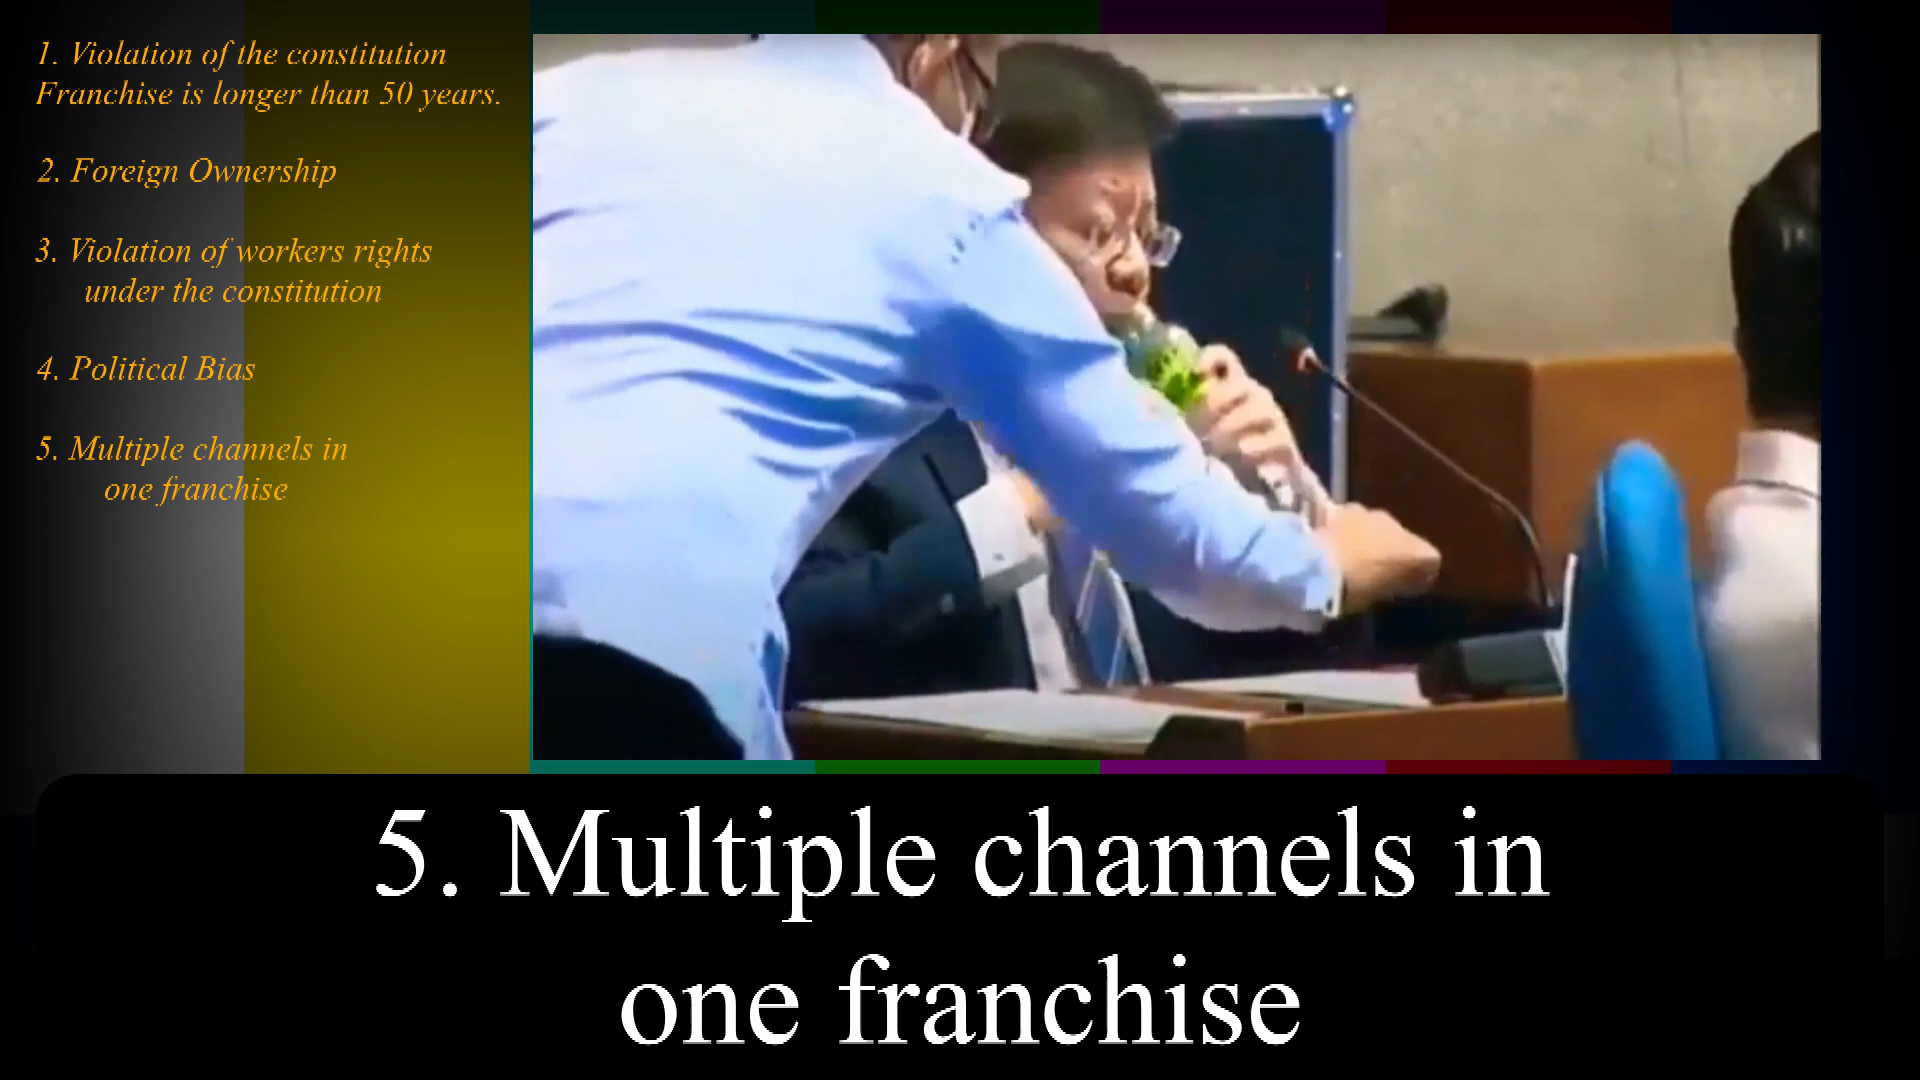 1. Violation of the constitution
Franchise is longer than 50 years.
2. Foreign Ownership
3. Violation of workers rights
under the constitution
4. Political Bias
5. Multiple channels in
one franchise
5. Multiple channels in
one franchise